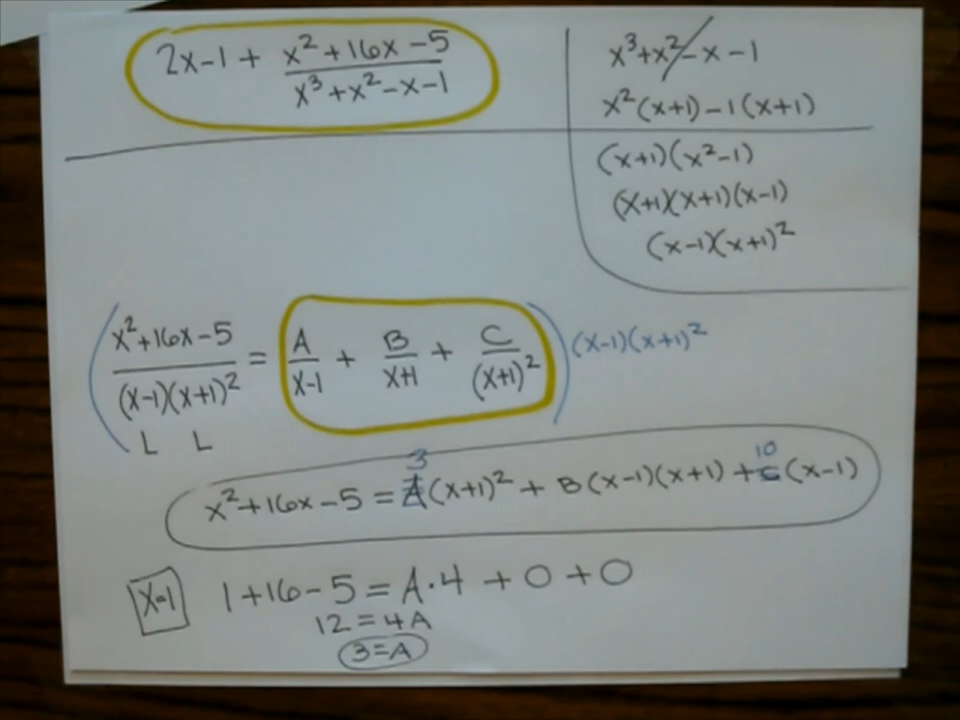 2x-1 + (x²+16x-5)/(x³+x²-x-1)
x³+x²-x-1
x²(x+1)-1(x+1)
(x+1)(x²-1)
(x+1)(x+1)(x-1)
(x-1)(x+1)²
((x²+16x-5)/((x-1)(x+1)²) = A/(x-1) + B/(x+1) + C/(x+1)²)(x-1)(x+1)²
L L
3 10
x²+16x-5 = A(x+1)² + B(x-1)(x+1) + C(x-1)
x=1 1+16-5 = A·4 + 0 + 0
12 = 4A
3 = A